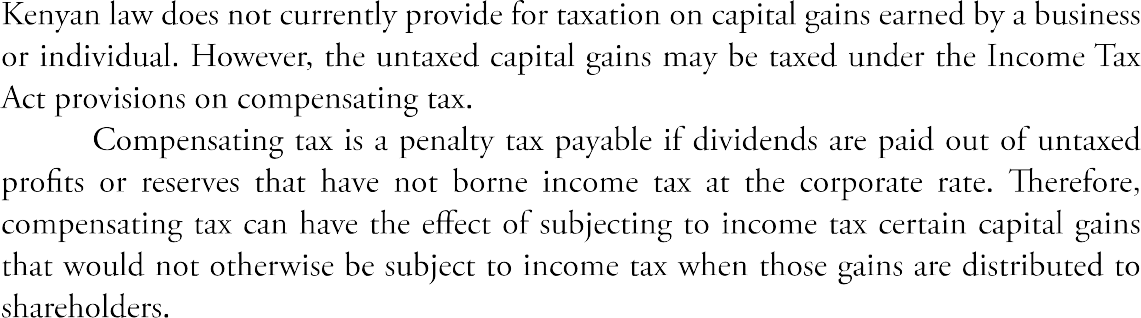 Kenyan law does not currently provide for taxation on capital gains earned by a business
or individual. However, the untaxed capital gains may be taxed under the Income Tax
Act provisions on compensating tax.
Compensating tax is a penalty tax payable if dividends are paid out of untaxed
profits or reserves that have not borne income tax at the corporate rate. Therefore,
compensating tax can have the effect of subjecting to income tax certain capital gains
that would not otherwise be subject to income tax when those gains are distributed to
shareholders.